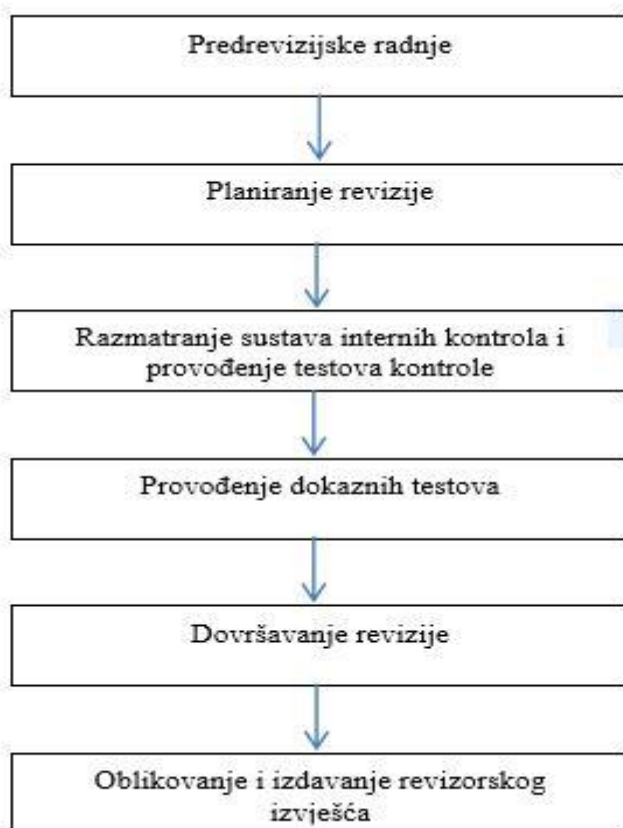 Predrevizijske radnje
Planiranje revizije
Razmatranje sustava internih kontrola i
provođenje testova kontrole
Provođenje dokaznih testova
Dovršavanje revizije
Oblikovanje i izdavanje revizorskog
izvješća